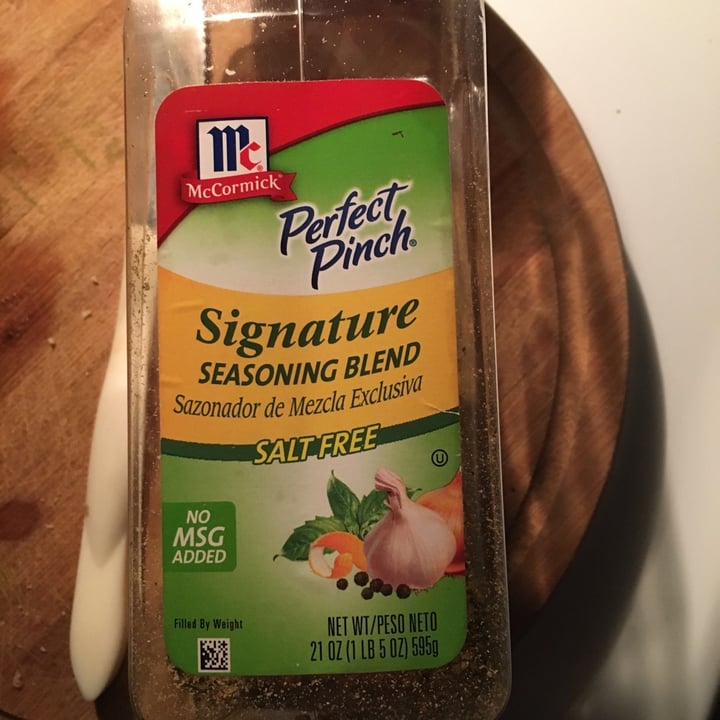 Mc
McCormick®
Perfect
Pinch®
Signature
SEASONING BLEND
Sazonador de Mezcla Exclusiva
SALT FREE
U
NO
MSG
ADDED
Filled By Weight
NET WT/PESO NETO
21 OZ (1 LB 5 OZ) 595g